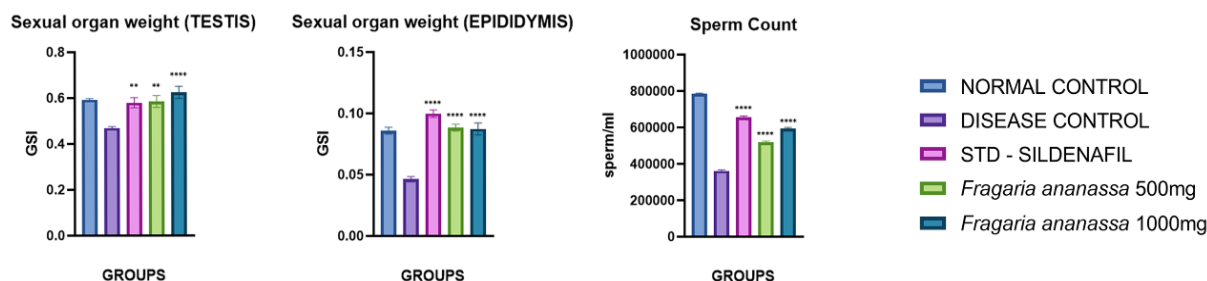 Sexual organ weight (TESTIS)
0.8
0.6
0.4
0.2
0.0
GSI
** ** ****
GROUPS
Sexual organ weight (EPIDIDYMIS)
0.15
0.10
0.05
0.00
GSI
**** **** ****
GROUPS
Sperm Count
1000000
800000
600000
400000
200000
0
sperm/ml
**** **** ****
GROUPS
NORMAL CONTROL
DISEASE CONTROL
STD - SILDENAFIL
Fragaria ananassa 500mg
Fragaria ananassa 1000mg